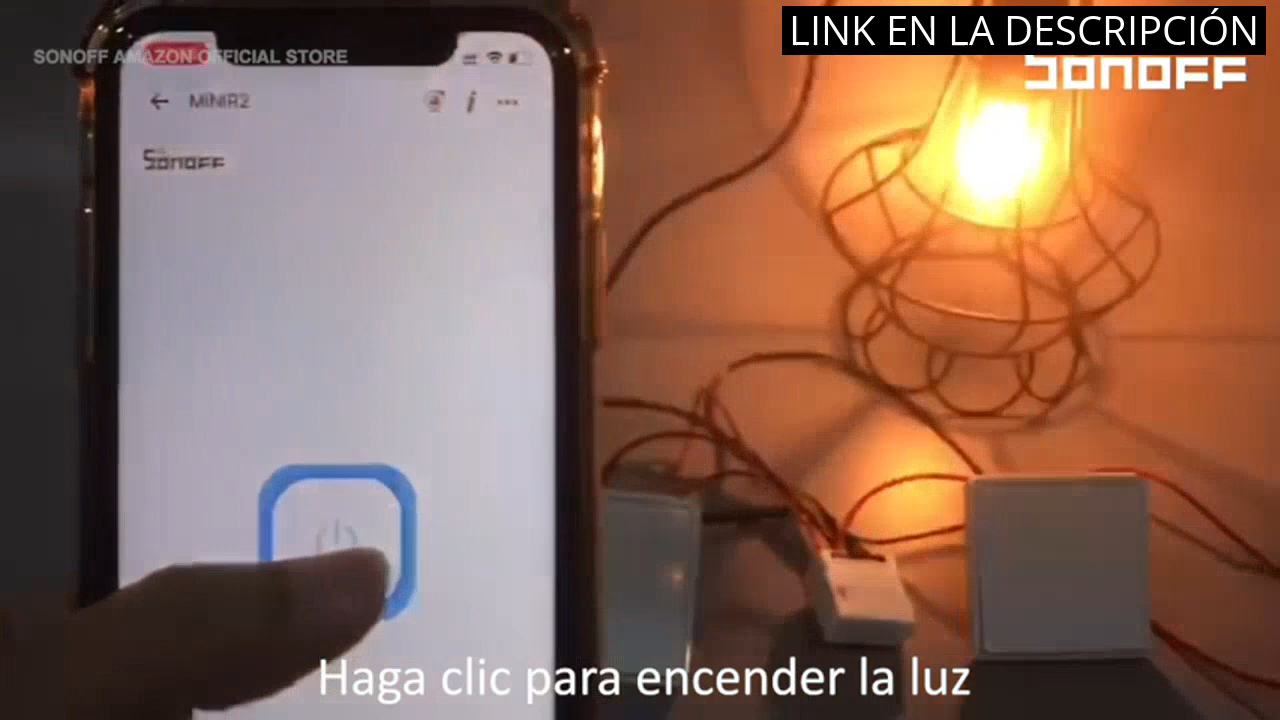 LINK EN LA DESCRIPCIÓN
SONOFF AMAZON OFFICIAL STORE
SONOFF
MINIR2
SONOFF
Haga clic para encender la luz